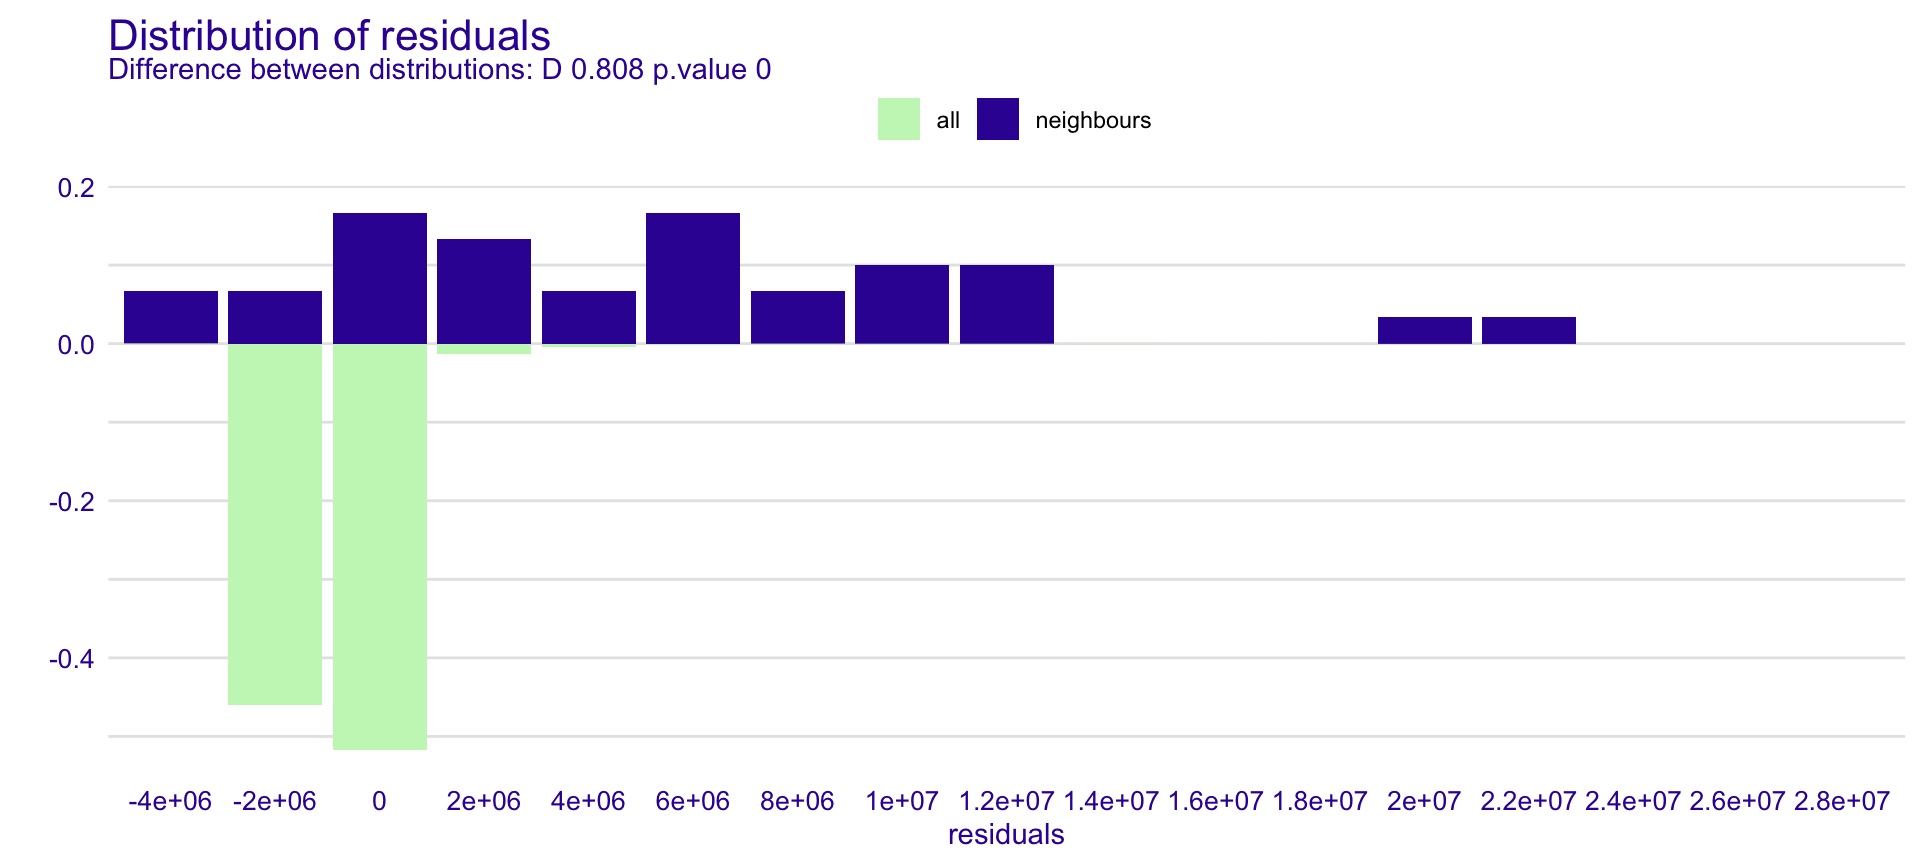 Distribution of residuals
Difference between distributions: D 0.808 p.value 0
all neighbours
0.2
0.0
-0.2
-0.4
-4e+06 -2e+06 0 2e+06 4e+06 6e+06 8e+06 1e+07 1.2e+07 1.4e+07 1.6e+07 1.8e+07 2e+07 2.2e+07 2.4e+07 2.6e+07 2.8e+07
residuals